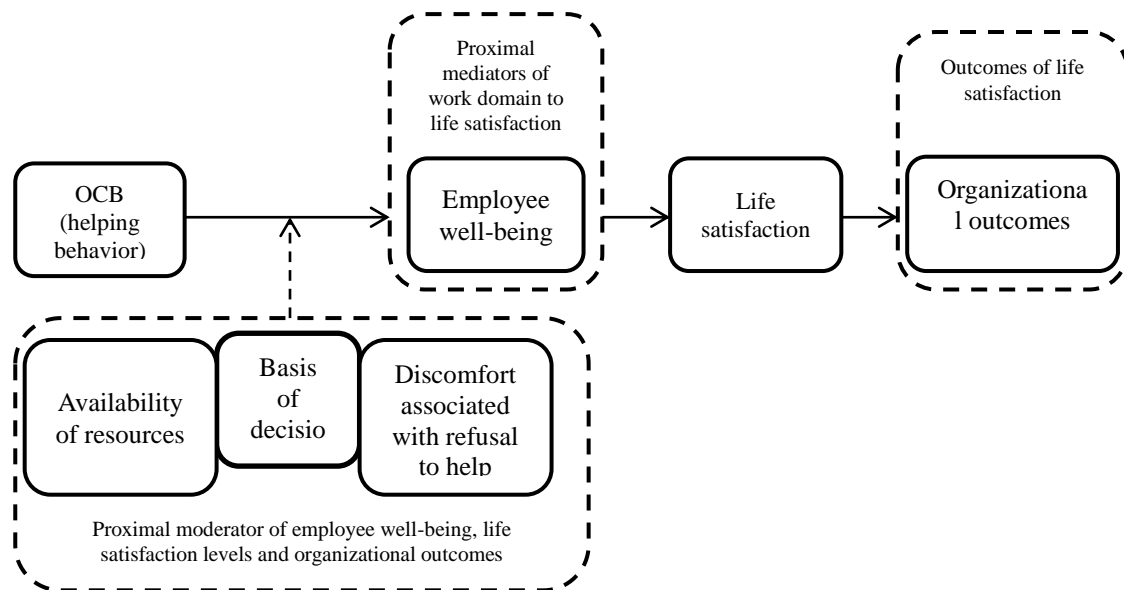 Proximal
mediators of
work domain to
life satisfaction
Outcomes of life
satisfaction
OCB
(helping
behavior)
Employee
well-being
Life
satisfaction
Organizationa
l outcomes
Availability
of resources
Basis
of
decisio
Discomfort
associated
with refusal
to help
Proximal moderator of employee well-being, life
satisfaction levels and organizational outcomes